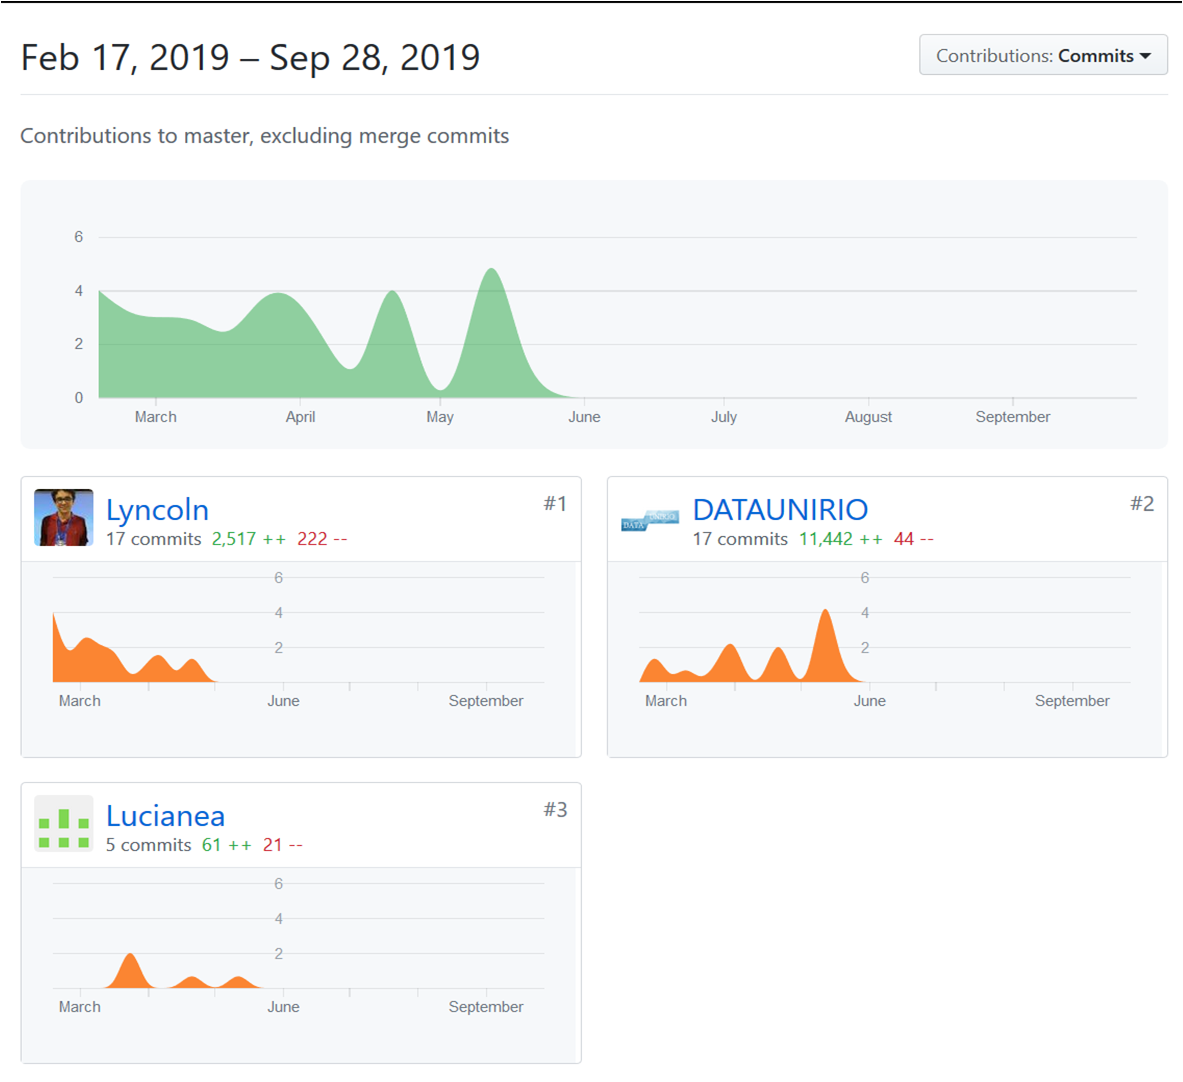 Feb 17, 2019 – Sep 28, 2019
Contributions: Commits
Contributions to master, excluding merge commits
6
4
2
0
March April May June July August September
Lyncoln #1
17 commits 2,517 ++ 222 --
6
4
2
March June September
DATAUNIRIO #2
17 commits 11,442 ++ 44 --
6
4
2
March June September
Lucianea #3
5 commits 61 ++ 21 --
6
4
2
March June September